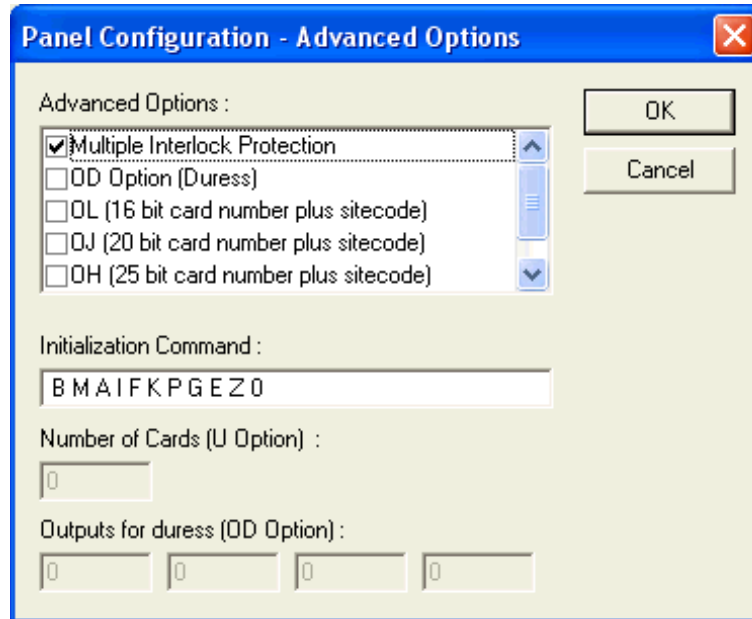 Panel Configuration - Advanced Options
Advanced Options :
OK
Multiple Interlock Protection
OD Option (Duress)
Cancel
OL (16 bit card number plus sitecode)
OJ (20 bit card number plus sitecode)
OH (25 bit card number plus sitecode)
Initialization Command :
B M A I F K P G E Z 0
Number of Cards (U Option) :
0
Outputs for duress (OD Option) :
0 0 0 0